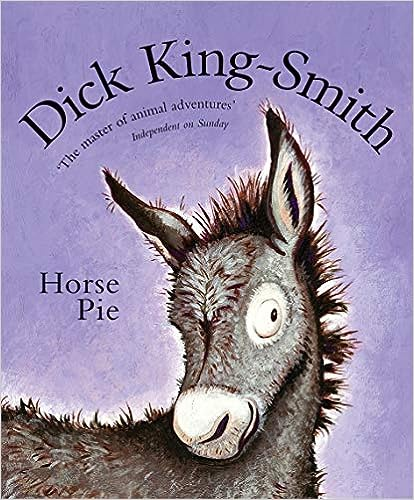 Dick King-Smith
'The master of animal adventures'
Independent on Sunday
Horse
Pie